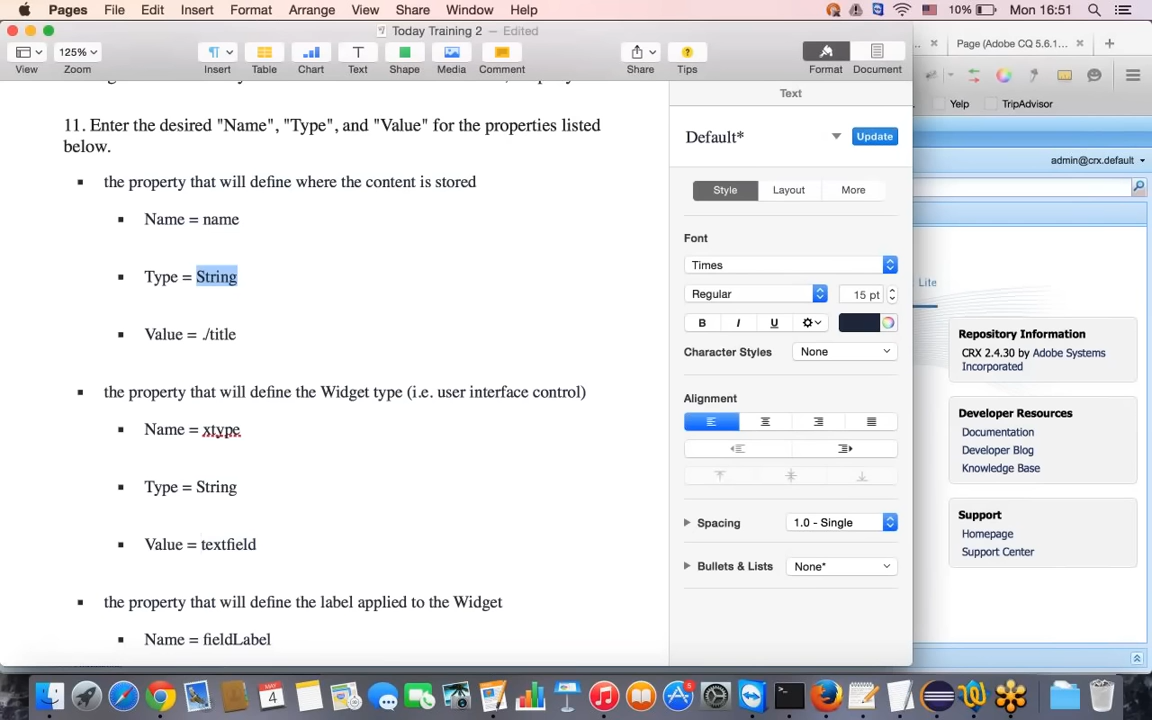 Pages File Edit Insert Format Arrange View Share Window Help
10% Mon 16:51
Today Training 2 — Edited
125%
View Zoom Insert Table Chart Text Shape Media Comment Share Tips Format Document
Page (Adobe CQ 5.6.1...
Yelp TripAdvisor
admin@crx.default
Text
Default* Update
Style Layout More
Font
Times
Regular 15 pt
B I U
Character Styles None
Alignment
Spacing 1.0 - Single
Bullets & Lists None*
11. Enter the desired "Name", "Type", and "Value" for the properties listed
below.
▪ the property that will define where the content is stored
▪ Name = name
▪ Type = String
▪ Value = ./title
▪ the property that will define the Widget type (i.e. user interface control)
▪ Name = xtype
▪ Type = String
▪ Value = textfield
▪ the property that will define the label applied to the Widget
▪ Name = fieldLabel
Lite
Repository Information
CRX 2.4.30 by Adobe Systems
Incorporated
Developer Resources
Documentation
Developer Blog
Knowledge Base
Support
Homepage
Support Center